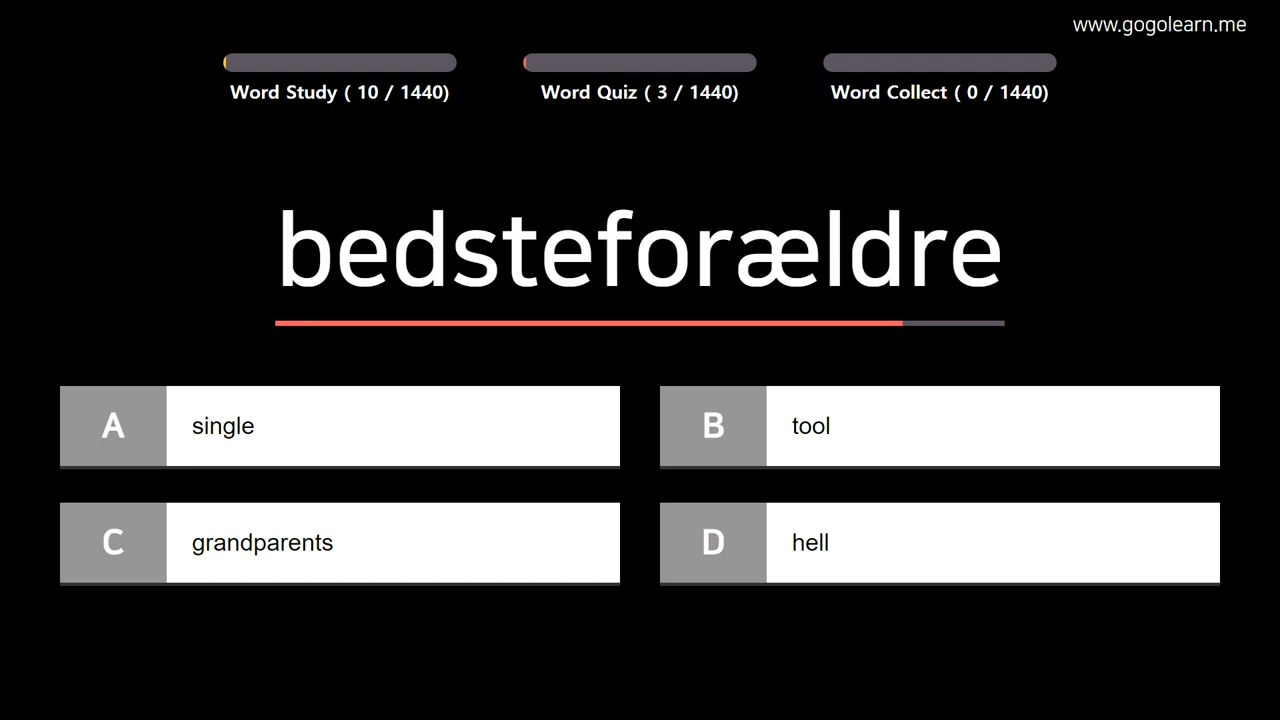 www.gogolearn.me
Word Study ( 10 / 1440)
Word Quiz ( 3 / 1440)
Word Collect ( 0 / 1440)
bedsteforældre
A single
B tool
C grandparents
D hell